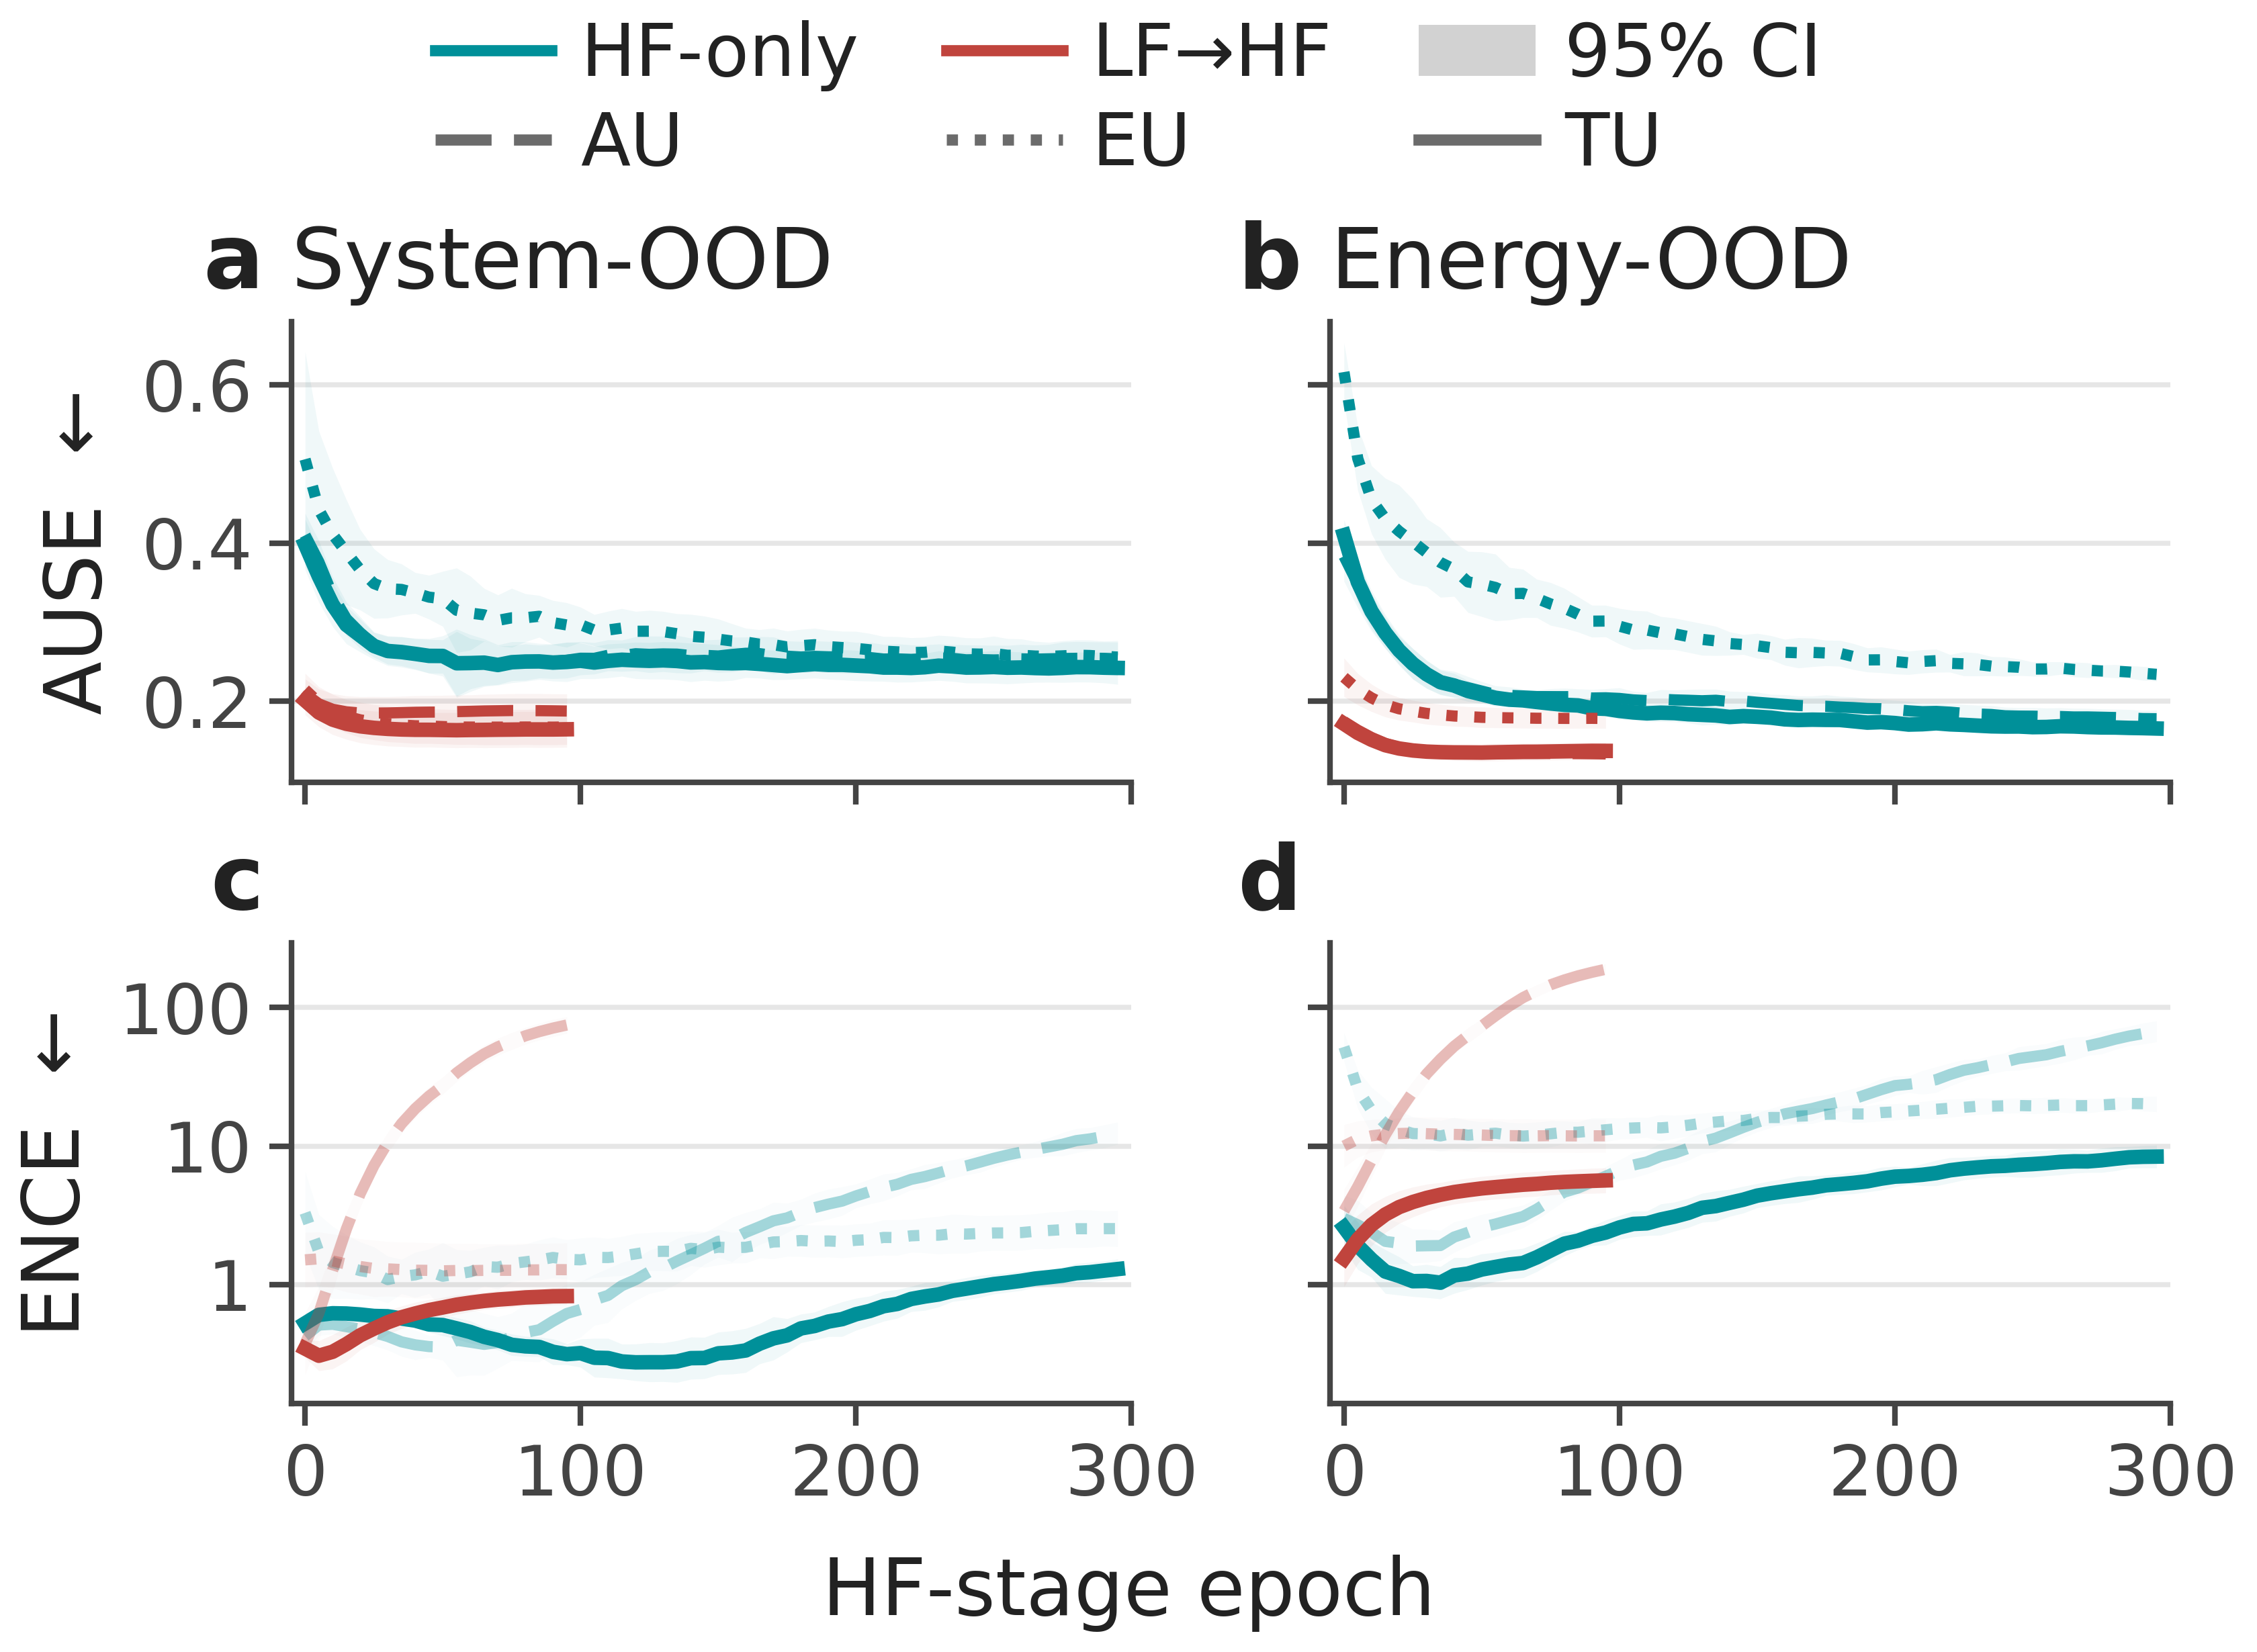 HF-only LF→HF 95% CI
AU EU TU
a System-OOD b Energy-OOD
AUSE ↓
0.6
0.4
0.2
c d
ENCE ↓
100
10
1
0 100 200 300 0 100 200 300
HF-stage epoch